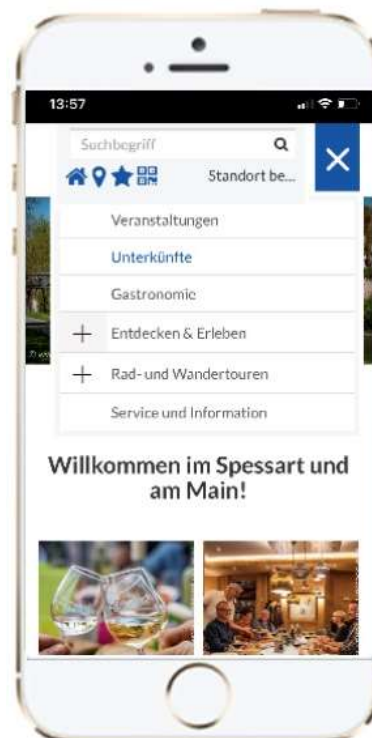 13:57
Suchbegriff
Standort be...
Veranstaltungen
Unterkünfte
Gastronomie
Entdecken & Erleben
Rad- und Wandertouren
Service und Information
Willkommen im Spessart und
am Main!